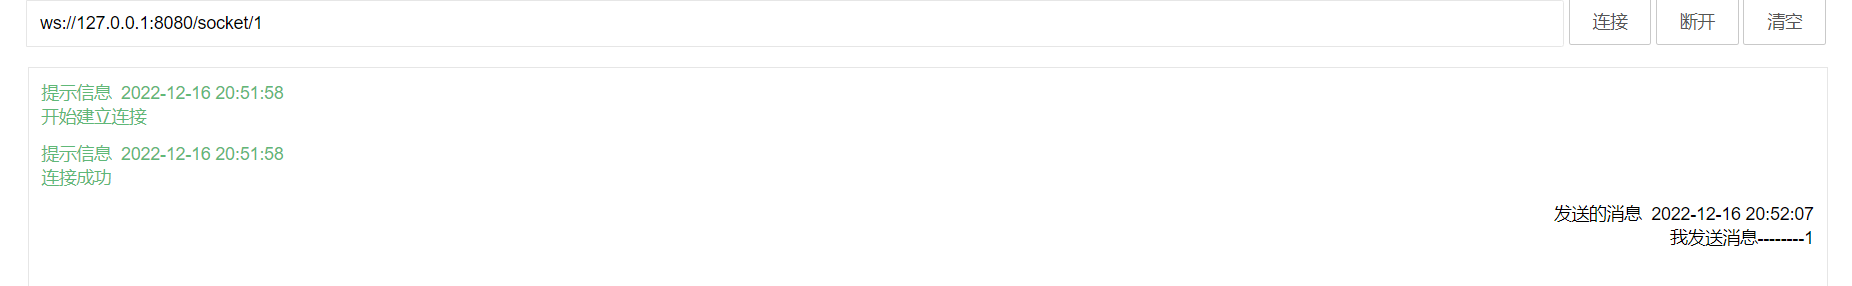 ws://127.0.0.1:8080/socket/1
连接
断开
清空
提示信息 2022-12-16 20:51:58
开始建立连接
提示信息 2022-12-16 20:51:58
连接成功
发送的消息 2022-12-16 20:52:07
我发送消息--------1